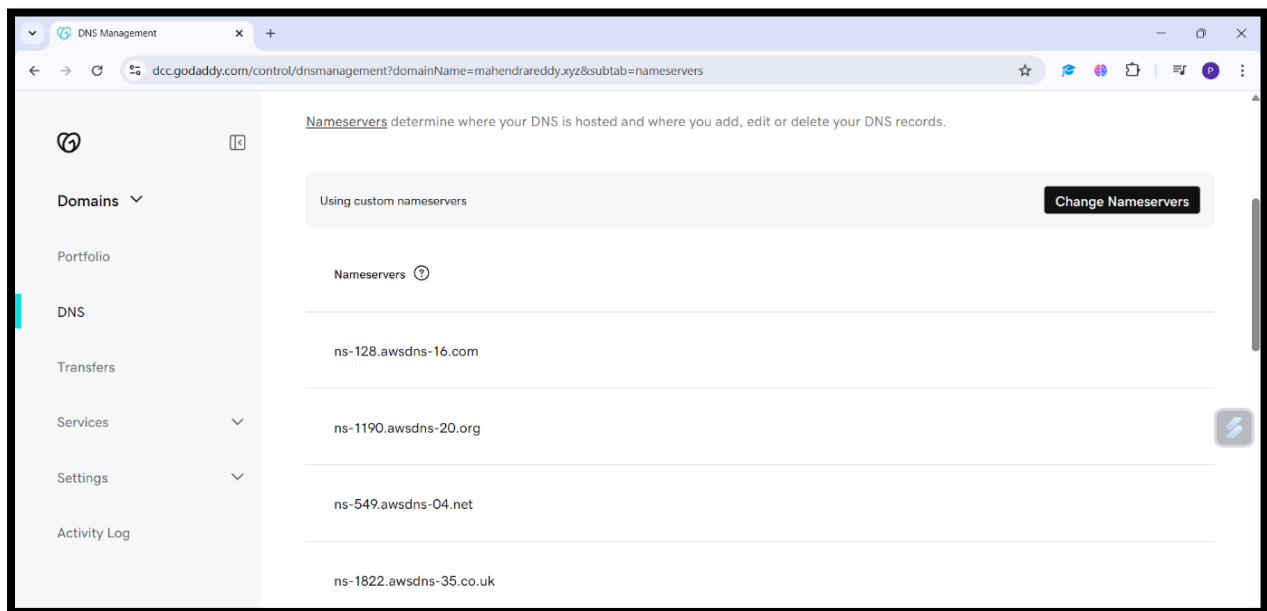 DNS Management
dcc.godaddy.com/control/dnsmanagement?domainName=mahendrareddy.xyz&subtab=nameservers
P
Nameservers determine where your DNS is hosted and where you add, edit or delete your DNS records.
Domains
Using custom nameservers
Change Nameservers
Portfolio
Nameservers ?
DNS
ns-128.awsdns-16.com
Transfers
Services
ns-1190.awsdns-20.org
Settings
ns-549.awsdns-04.net
Activity Log
ns-1822.awsdns-35.co.uk